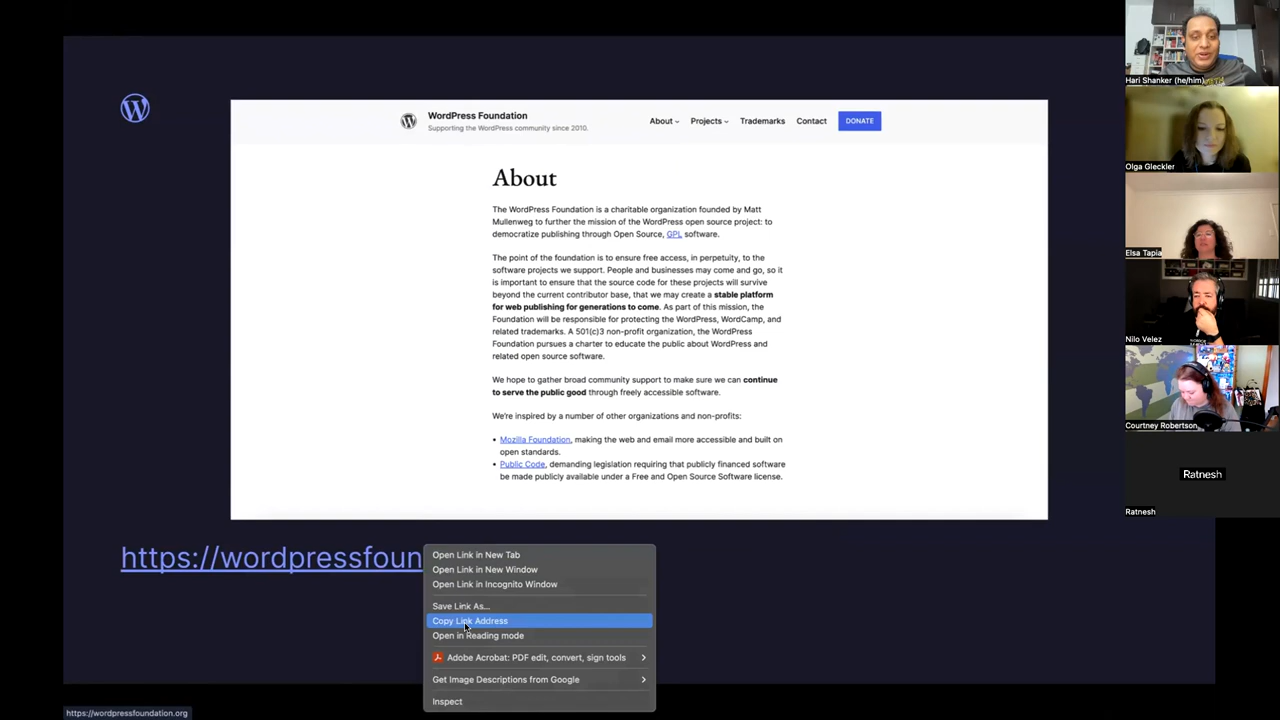 WordPress Foundation
Supporting the WordPress community since 2010.
About
Projects
Trademarks
Contact
DONATE
About
The WordPress Foundation is a charitable organization founded by Matt
Mullenweg to further the mission of the WordPress open source project: to
democratize publishing through Open Source, GPL software.
The point of the foundation is to ensure free access, in perpetuity, to the
software projects we support. People and businesses may come and go, so it
is important to ensure that the source code for these projects will survive
beyond the current contributor base, that we may create a stable platform
for web publishing for generations to come. As part of this mission, the
Foundation will be responsible for protecting the WordPress, WordCamp, and
related trademarks. A 501(c)3 non-profit organization, the WordPress
Foundation pursues a charter to educate the public about WordPress and
related open source software.
We hope to gather broad community support to make sure we can continue
to serve the public good through freely accessible software.
We're inspired by a number of other organizations and non-profits:
• Mozilla Foundation, making the web and email more accessible and built on
open standards.
• Public Code, demanding legislation requiring that publicly financed software
be made publicly available under a Free and Open Source Software license.
https://wordpressfoun
Open Link in New Tab
Open Link in New Window
Open Link in Incognito Window
Save Link As...
Copy Link Address
Open in Reading mode
Adobe Acrobat: PDF edit, convert, sign tools
Get Image Descriptions from Google
Inspect
https://wordpressfoundation.org
Hari Shanker (he/him)
Olga Gleckler
Elsa Tapia
Nilo Velez
Courtney Robertson
Ratnesh
Ratnesh